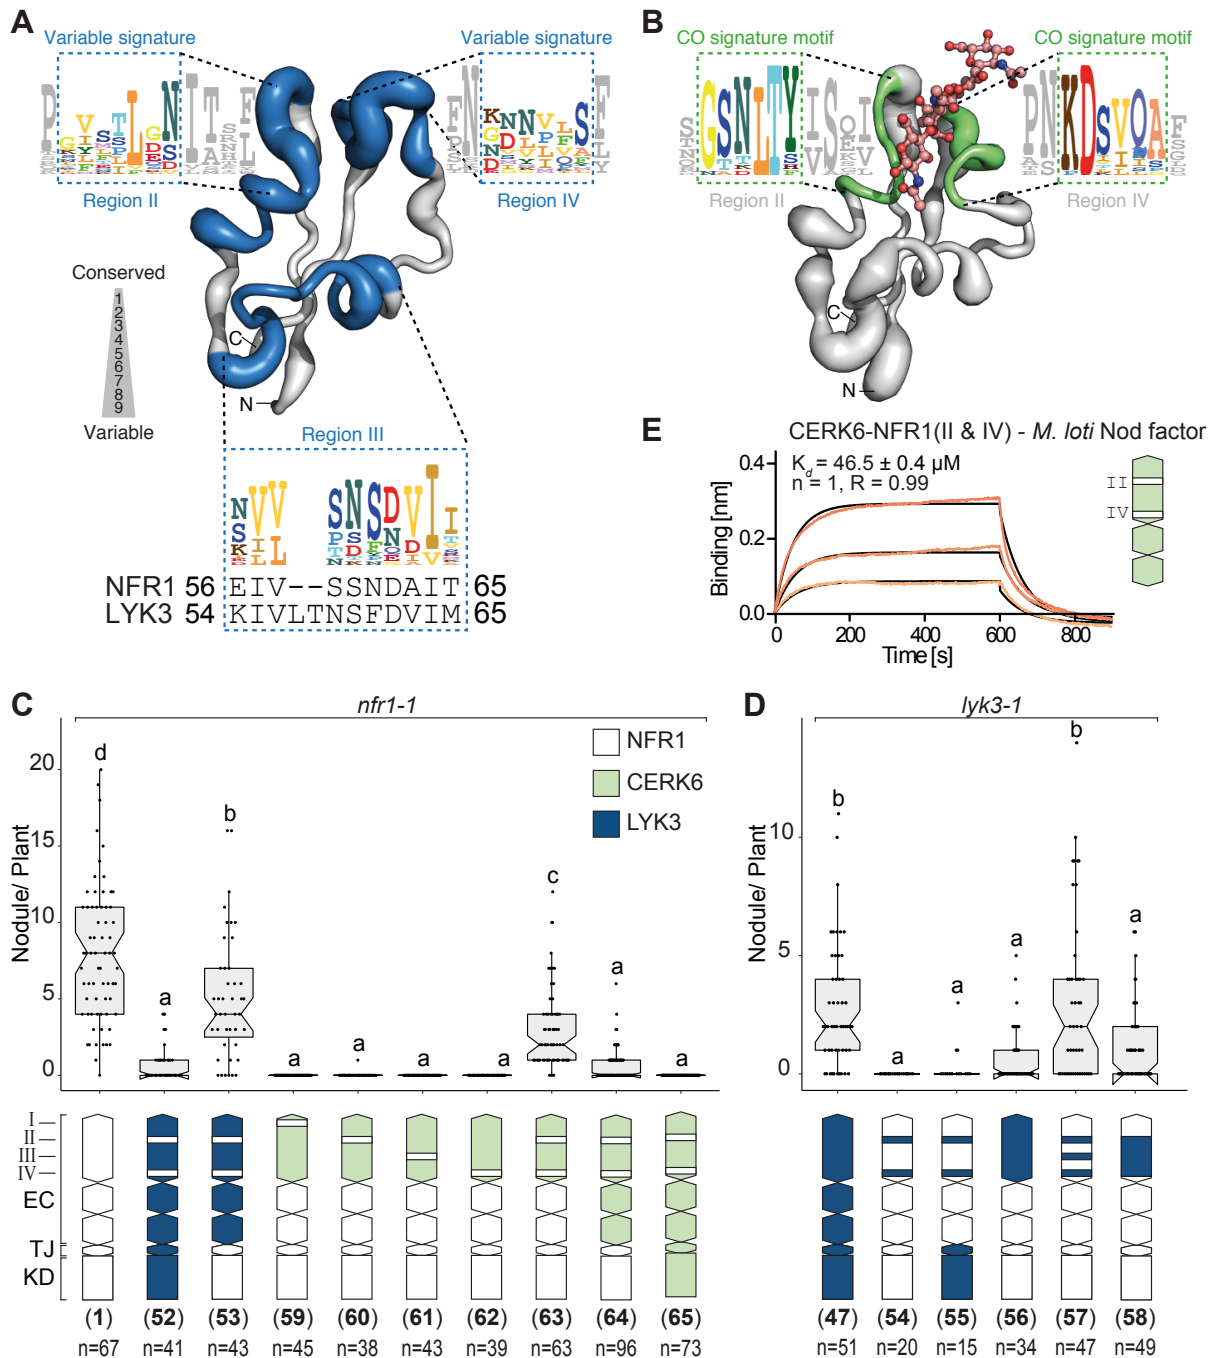 A
Variable signature
Variable signature
Region II
Region IV
Conserved
1
2
3
4
5
6
7
8
9
Variable
C
N
Region III
NFR1 56 EIV--SSNDAIT 65
LYK3 54 KIVLTNSFDVIM 65
B
CO signature motif
CO signature motif
GSNLTY
KDSVQA
Region II
Region IV
C
N
E
CERK6-NFR1(II & IV) - M. loti Nod factor
Kd = 46.5 ± 0.4 µM
n = 1, R = 0.99
II
IV
Binding [nm]
0.4
0.2
0.0
0 200 400 600 800
Time [s]
C
nfr1-1
NFR1
CERK6
LYK3
Nodule/ Plant
20
15
10
5
0
d a b a a a a c a a
I
II
III
IV
EC
TJ
KD
(1) (52) (53) (59) (60) (61) (62) (63) (64) (65)
n=67 n=41 n=43 n=45 n=38 n=43 n=39 n=63 n=96 n=73
D
lyk3-1
Nodule/ Plant
10
5
0
b a a a b a
(47) (54) (55) (56) (57) (58)
n=51 n=20 n=15 n=34 n=47 n=49